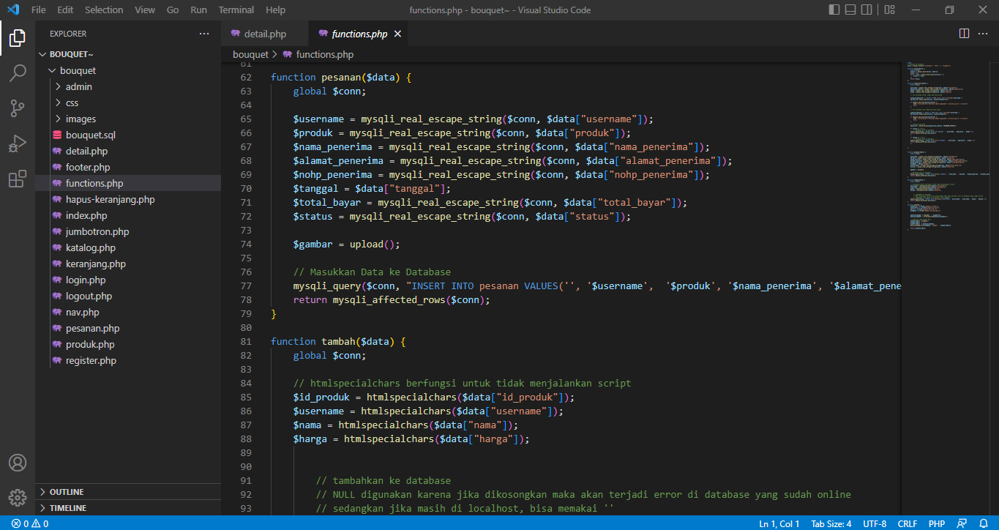 File Edit Selection View Go Run Terminal Help functions.php - bouquet~ - Visual Studio Code
EXPLORER
BOUQUET~
bouquet
admin
css
images
bouquet.sql
detail.php
footer.php
functions.php
hapus-keranjang.php
index.php
jumbotron.php
katalog.php
keranjang.php
login.php
logout.php
nav.php
pesanan.php
produk.php
register.php
OUTLINE
TIMELINE
detail.php functions.php
bouquet > functions.php
61
62 function pesanan($data) {
63 global $conn;
64
65 $username = mysqli_real_escape_string($conn, $data["username"]);
66 $produk = mysqli_real_escape_string($conn, $data["produk"]);
67 $nama_penerima = mysqli_real_escape_string($conn, $data["nama_penerima"]);
68 $alamat_penerima = mysqli_real_escape_string($conn, $data["alamat_penerima"]);
69 $nohp_penerima = mysqli_real_escape_string($conn, $data["nohp_penerima"]);
70 $tanggal = $data["tanggal"];
71 $total_bayar = mysqli_real_escape_string($conn, $data["total_bayar"]);
72 $status = mysqli_real_escape_string($conn, $data["status"]);
73
74 $gambar = upload();
75
76 // Masukkan Data ke Database
77 mysqli_query($conn, "INSERT INTO pesanan VALUES('', '$username',  '$produk', '$nama_penerima', '$alamat_pene
78 return mysqli_affected_rows($conn);
79 }
80
81 function tambah($data) {
82 global $conn;
83
84 // htmlspecialchars berfungsi untuk tidak menjalankan script
85 $id_produk = htmlspecialchars($data["id_produk"]);
86 $username = htmlspecialchars($data["username"]);
87 $nama = htmlspecialchars($data["nama"]);
88 $harga = htmlspecialchars($data["harga"]);
89
90
91 // tambahkan ke database
92 // NULL digunakan karena jika dikosongkan maka akan terjadi error di database yang sudah online
93 // sedangkan jika masih di localhost, bisa memakai ''
0 0 Ln 1, Col 1 Tab Size: 4 UTF-8 CRLF PHP